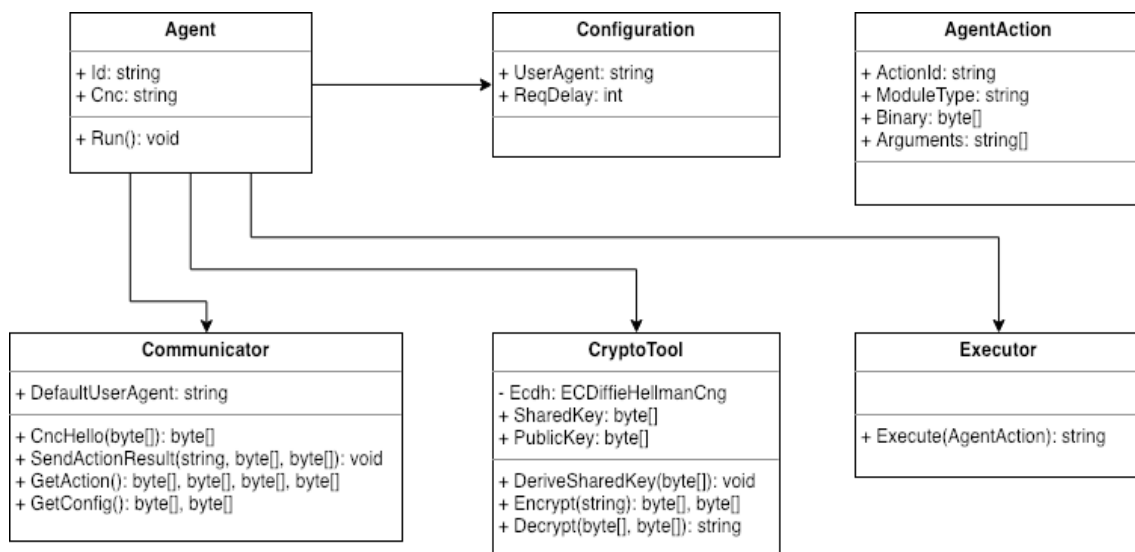 Agent
+ Id: string
+ Cnc: string
+ Run(): void
Configuration
+ UserAgent: string
+ ReqDelay: int
AgentAction
+ ActionId: string
+ ModuleType: string
+ Binary: byte[]
+ Arguments: string[]
Communicator
+ DefaultUserAgent: string
+ CncHello(byte[]): byte[]
+ SendActionResult(string, byte[], byte[]): void
+ GetAction(): byte[], byte[], byte[], byte[]
+ GetConfig(): byte[], byte[]
CryptoTool
- Ecdh: ECDiffieHellmanCng
+ SharedKey: byte[]
+ PublicKey: byte[]
+ DeriveSharedKey(byte[]): void
+ Encrypt(string): byte[], byte[]
+ Decrypt(byte[], byte[]): string
Executor
+ Execute(AgentAction): string